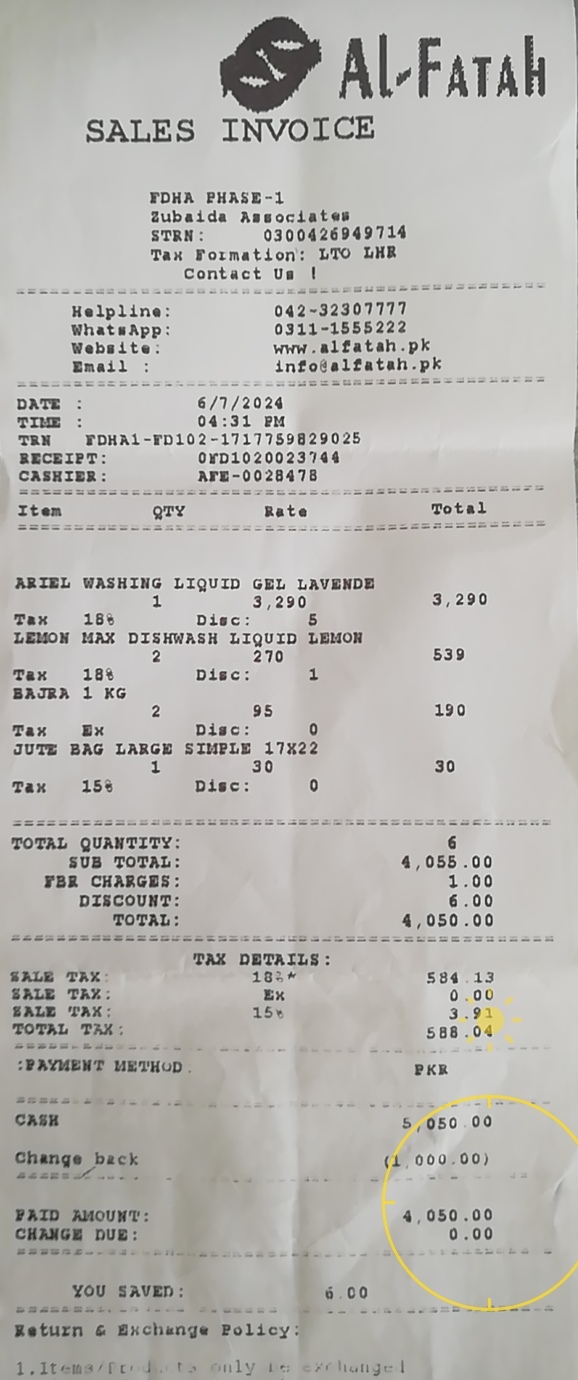 Al-Fatah
SALES INVOICE
FDHA PHASE-1
Zubaida Associates
STRN: 0300426949714
Tax Formation: LTO LHR
Contact Us !
Helpline: 042-32307777
WhatsApp: 0311-1555222
Website: www.alfatah.pk
Email : info@alfatah.pk
DATE : 6/7/2024
TIME : 04:31 PM
TRN FDHA1-FD102-1717759829025
RECEIPT: 0FD1020023744
CASHIER: AFE-0028478
Item QTY Rate Total
ARIEL WASHING LIQUID GEL LAVENDE
1 3,290 3,290
Tax 18% Disc: 5
LEMON MAX DISHWASH LIQUID LEMON
2 270 539
Tax 18% Disc: 1
BAJRA 1 KG
2 95 190
Tax Ex Disc: 0
JUTE BAG LARGE SIMPLE 17X22
1 30 30
Tax 15% Disc: 0
TOTAL QUANTITY: 6
SUB TOTAL: 4,055.00
FBR CHARGES: 1.00
DISCOUNT: 6.00
TOTAL: 4,050.00
TAX DETAILS:
SALE TAX: 18%* 584.13
SALE TAX: Ex 0.00
SALE TAX: 15% 3.91
TOTAL TAX: 588.04
:PAYMENT METHOD. PKR
CASH 5,050.00
Change back (1,000.00)
PAID AMOUNT: 4,050.00
CHANGE DUE: 0.00
YOU SAVED: 6.00
Return & Exchange Policy:
1.Items/Products only be exchanged